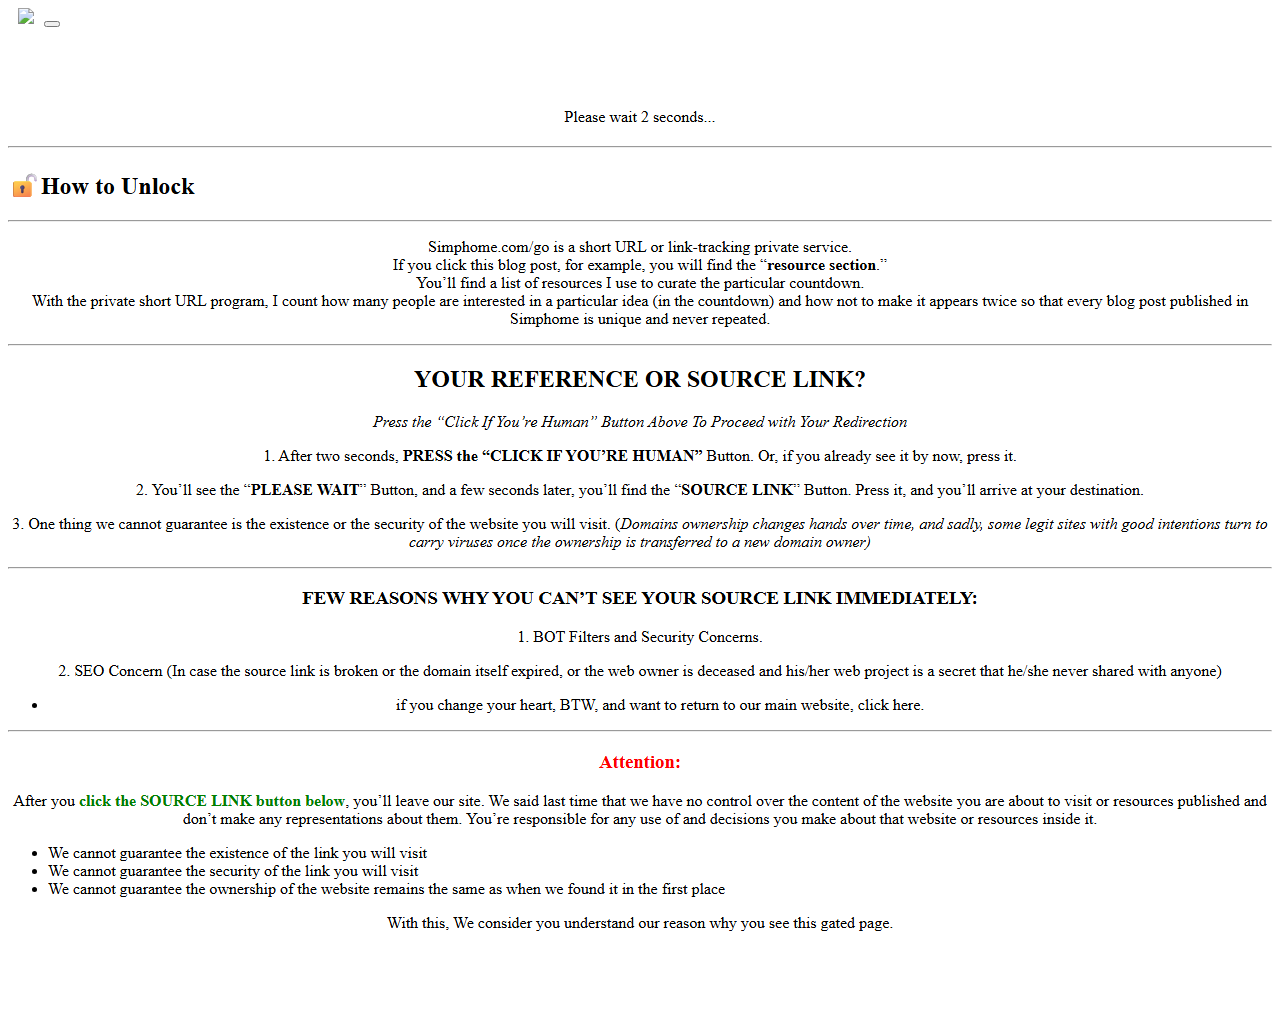 Please wait 2 seconds...
How to Unlock
Simphome.com/go is a short URL or link-tracking private service.
If you click this blog post, for example, you will find the “resource section.”
You’ll find a list of resources I use to curate the particular countdown.
With the private short URL program, I count how many people are interested in a particular idea (in the countdown) and how not to make it appears twice so that every blog post published in
Simphome is unique and never repeated.
YOUR REFERENCE OR SOURCE LINK?
Press the “Click If You’re Human” Button Above To Proceed with Your Redirection
1. After two seconds, PRESS the “CLICK IF YOU’RE HUMAN” Button. Or, if you already see it by now, press it.
2. You’ll see the “PLEASE WAIT” Button, and a few seconds later, you’ll find the “SOURCE LINK” Button. Press it, and you’ll arrive at your destination.
3. One thing we cannot guarantee is the existence or the security of the website you will visit. (Domains ownership changes hands over time, and sadly, some legit sites with good intentions turn to
carry viruses once the ownership is transferred to a new domain owner)
FEW REASONS WHY YOU CAN’T SEE YOUR SOURCE LINK IMMEDIATELY:
1. BOT Filters and Security Concerns.
2. SEO Concern (In case the source link is broken or the domain itself expired, or the web owner is deceased and his/her web project is a secret that he/she never shared with anyone)
• if you change your heart, BTW, and want to return to our main website, click here.
Attention:
After you click the SOURCE LINK button below, you’ll leave our site. We said last time that we have no control over the content of the website you are about to visit or resources published and
don’t make any representations about them. You’re responsible for any use of and decisions you make about that website or resources inside it.
• We cannot guarantee the existence of the link you will visit
• We cannot guarantee the security of the link you will visit
• We cannot guarantee the ownership of the website remains the same as when we found it in the first place
With this, We consider you understand our reason why you see this gated page.